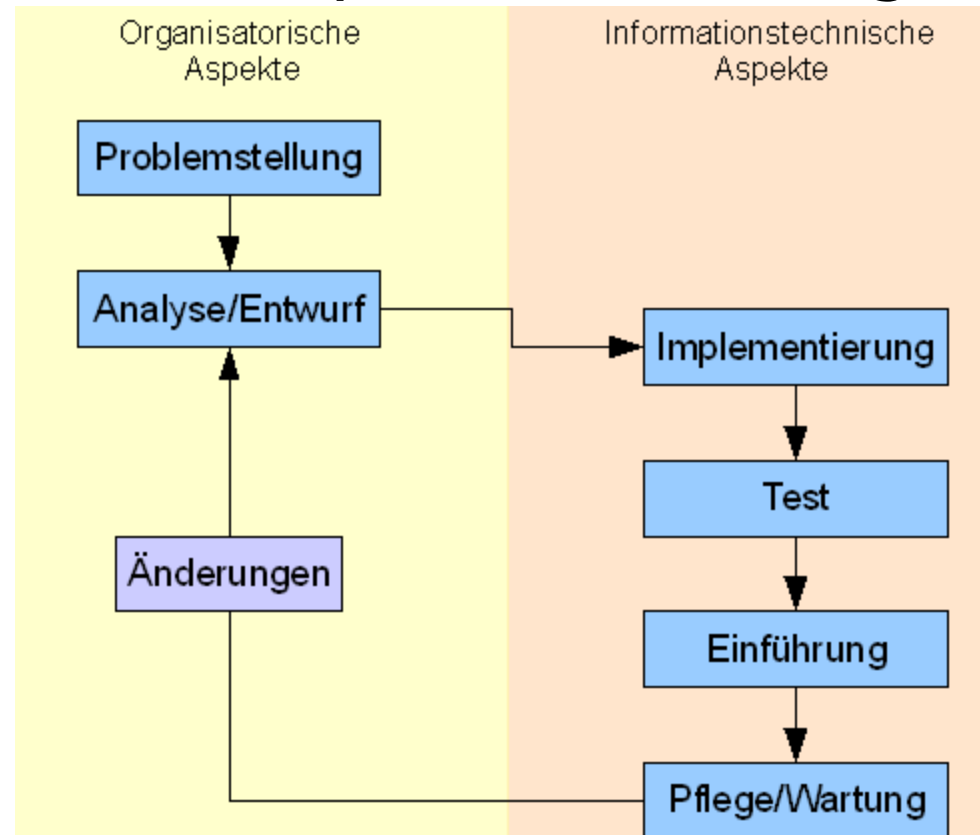 Organisatorische
Aspekte
Informationstechnische
Aspekte
Problemstellung
Analyse/Entwurf
Implementierung
Test
Änderungen
Einführung
Pflege/Wartung